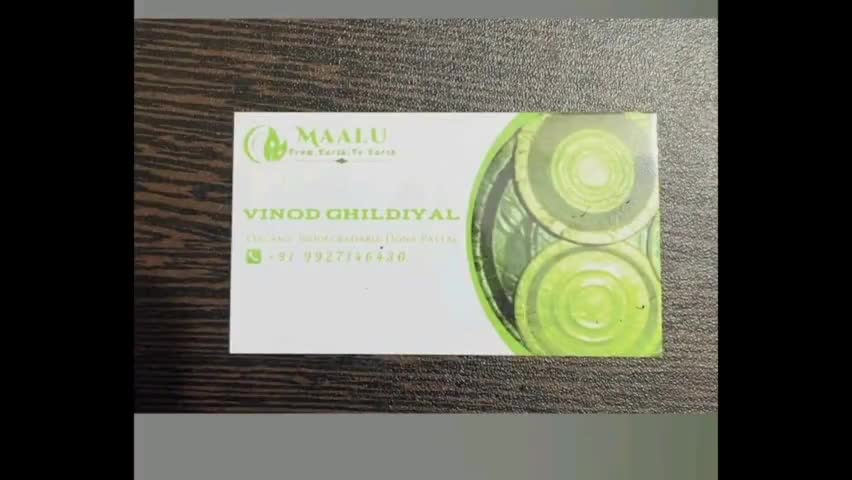 MAALU
From Earth To Earth
VINOD GHILDIYAL
Organic Biodegradable Dona Pattal
+91 9927146430